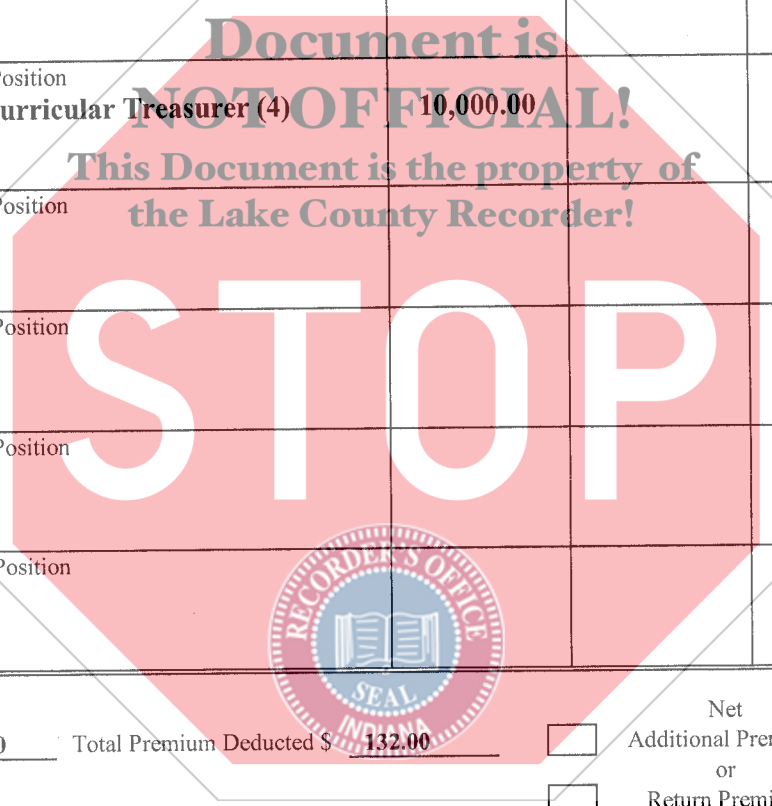 Document is
Position
urricular Treasurer (4) 10,000.00
NOT OFFICIAL!
This Document is the property of
Position
the Lake County Recorder!
Position
STOP
Position
Position
RECORDER'S OFFICE
SEAL
INDIANA
Net
0 Total Premium Deducted $ 132.00
Additional Prem
or
Return Premi